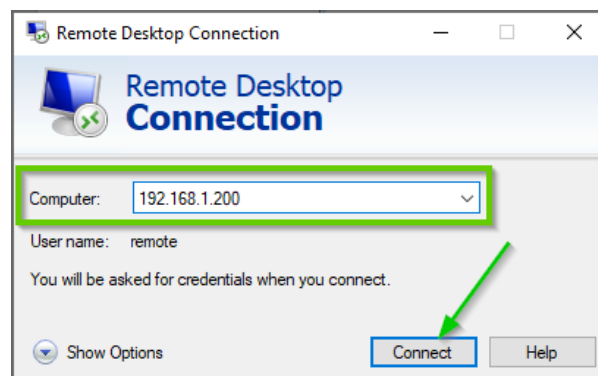 Remote Desktop Connection
Remote Desktop
Connection
Computer: 192.168.1.200
User name: remote
You will be asked for credentials when you connect.
Show Options Connect Help